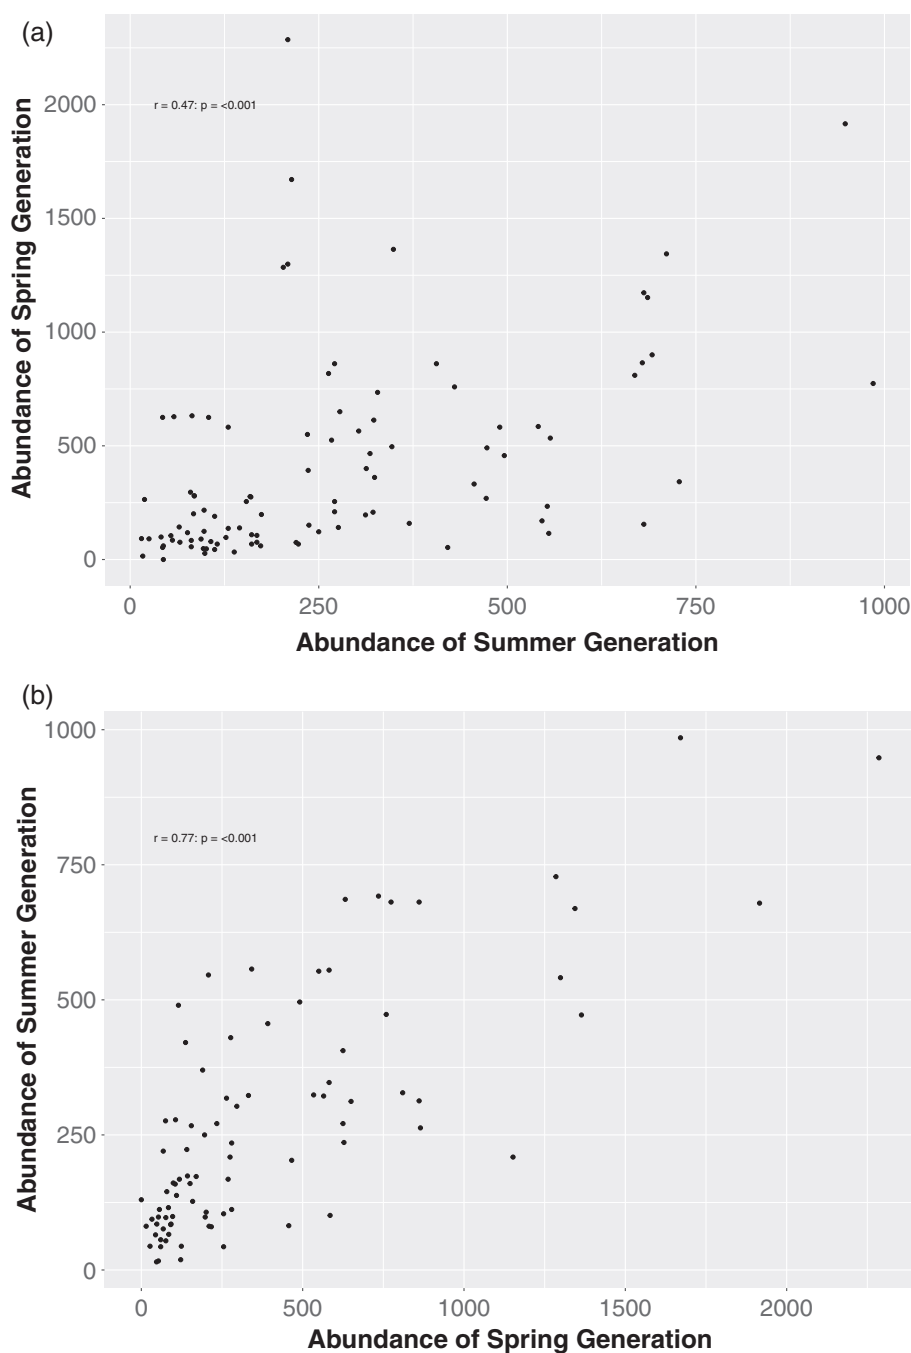 (a)
r = 0.47: p = <0.001
Abundance of Spring Generation
2000
1500
1000
500
0
0 250 500 750 1000
Abundance of Summer Generation
(b)
r = 0.77: p = <0.001
Abundance of Summer Generation
1000
750
500
250
0
0 500 1000 1500 2000
Abundance of Spring Generation